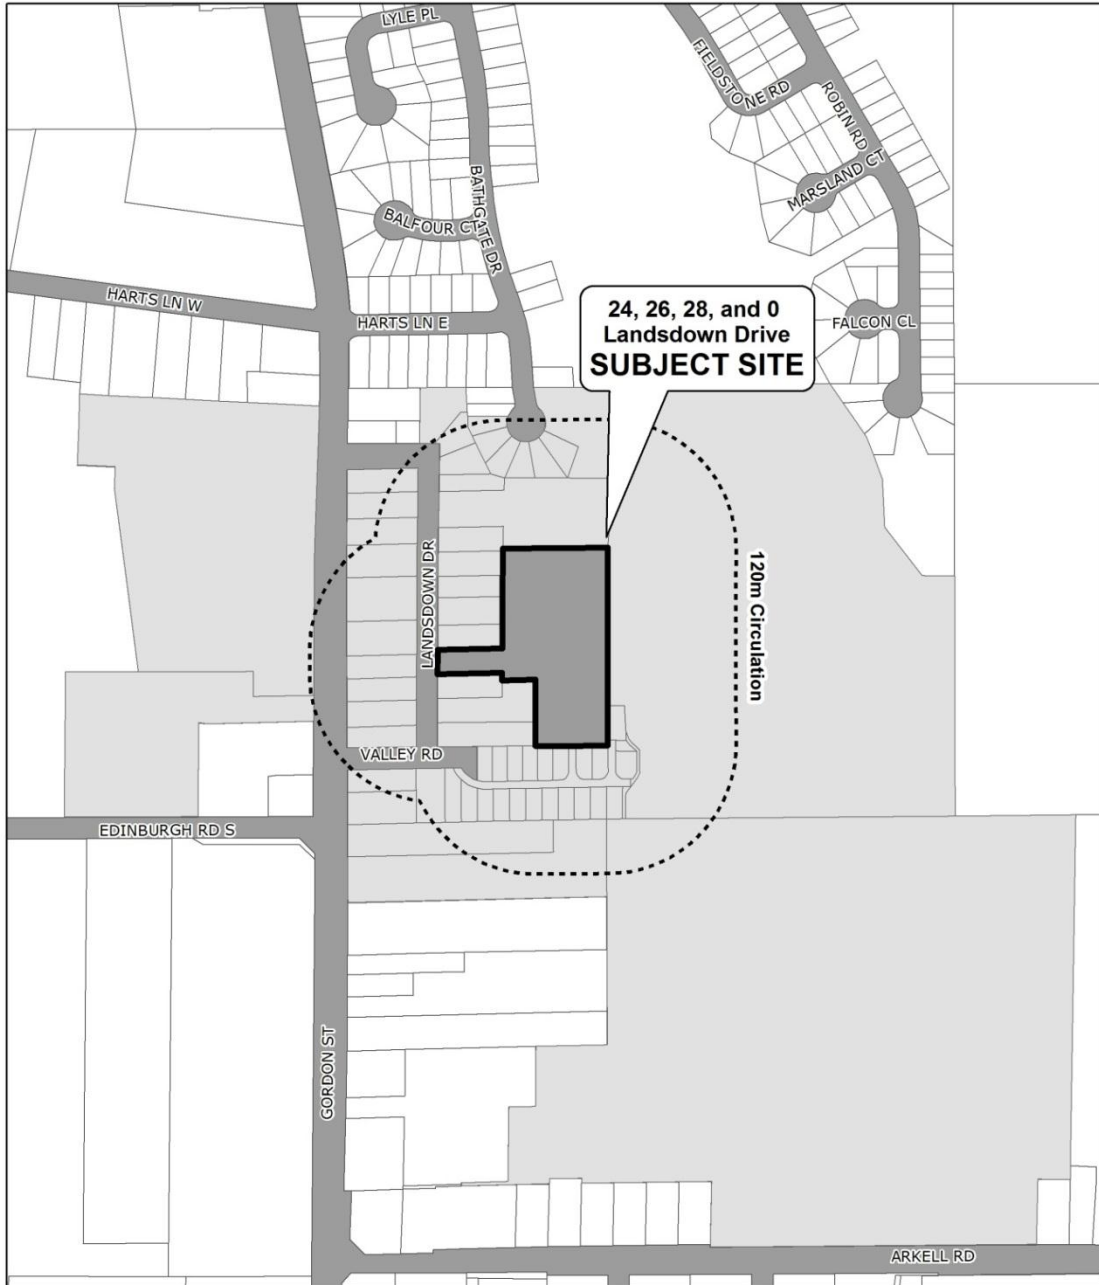 LYLE PL
FIELDSTONE RD
ROBIN RD
MARSLAND CT
BATHGATE DR
BALFOUR CT
HARTS LN W
HARTS LN E
24, 26, 28, and 0
Landsdown Drive
SUBJECT SITE
FALCON CL
LANDSDOWN DR
120m Circulation
VALLEY RD
EDINBURGH RD S
GORDON ST
ARKELL RD